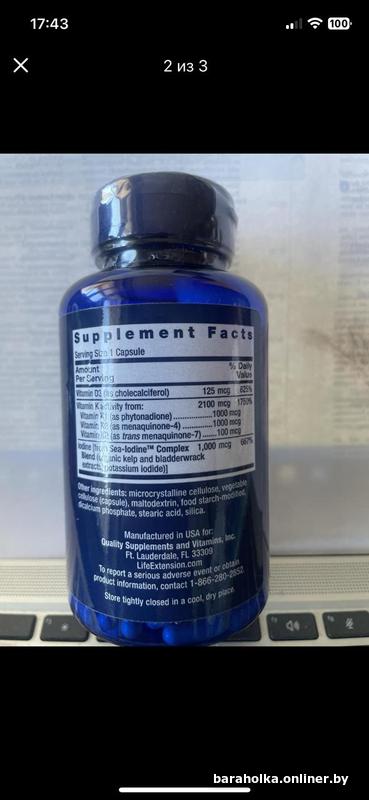 17:43
100
2 из 3
Supplement Facts
Serving Size 1 Capsule
Amount Per Serving
% Daily Value
Vitamin D3 (as cholecalciferol) 125 mcg 625%
Vitamin K activity from: 2100 mcg 1750%
Vitamin K1 (as phytonadione)..............1000 mcg
Vitamin K2 (as menaquinone-4)............1000 mcg
Vitamin K2 (as trans menaquinone-7).......100 mcg
Iodine [from Sea-Iodine™ Complex 1,000 mcg 667%
Blend (organic kelp and bladderwrack
extracts, potassium iodide)]
Other ingredients: microcrystalline cellulose, vegetable
cellulose (capsule), maltodextrin, food starch-modified,
dicalcium phosphate, stearic acid, silica.
Manufactured in USA for:
Quality Supplements and Vitamins, Inc.
Ft. Lauderdale, FL 33309
LifeExtension.com
To report a serious adverse event or obtain
product information, contact 1-866-280-2852
Store tightly closed in a cool, dry place.
baraholka.onliner.by